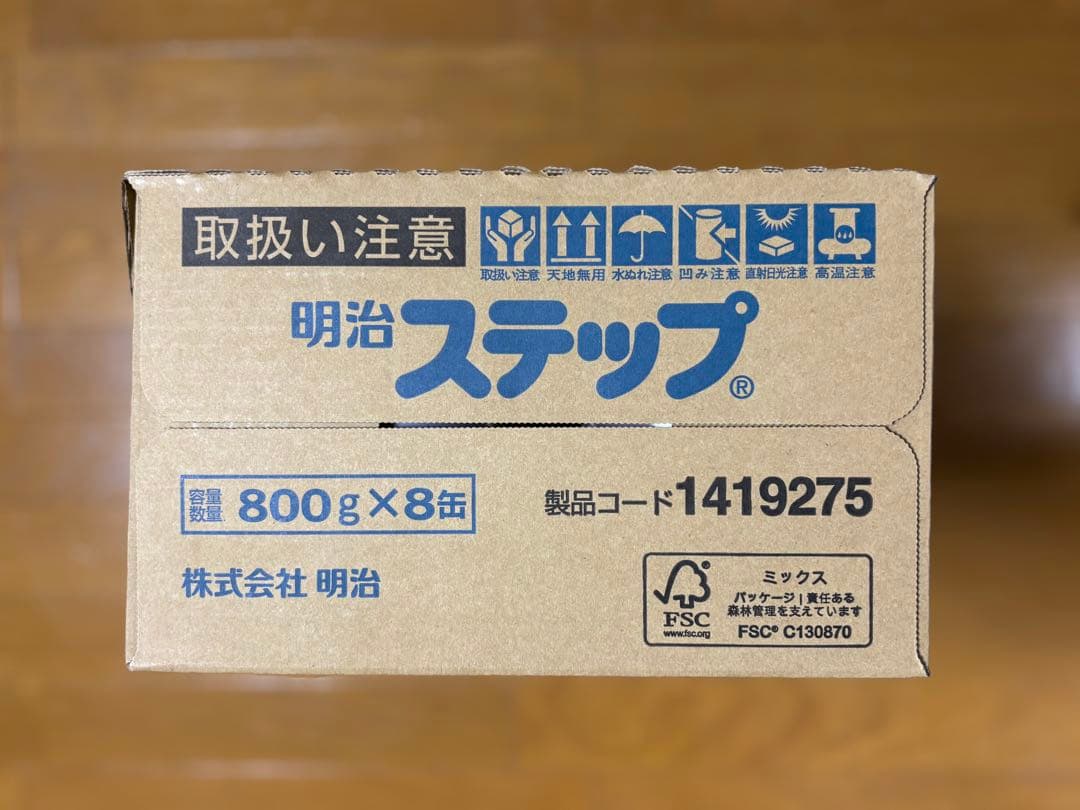 取扱い注意
取扱い注意 天地無用 水ぬれ注意 凹み注意 直射日光注意 高温注意
明治 ステップ®
容量
数量 800g×8缶
製品コード1419275
株式会社 明治
FSC
www.fsc.org
ミックス
パッケージ|責任ある
森林管理を支えています
FSC® C130870